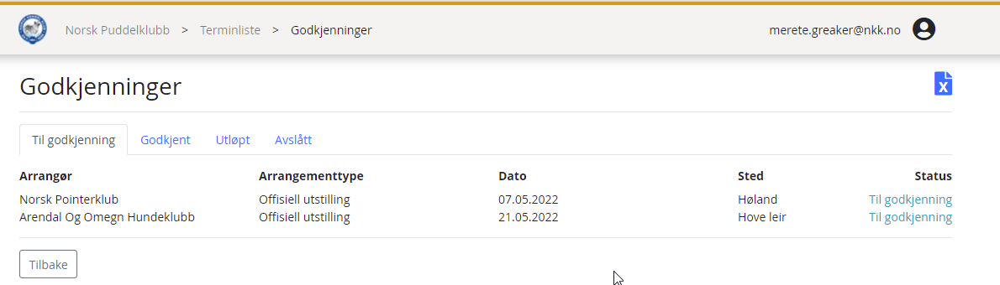 Norsk Puddelklubb > Terminliste > Godkjenninger merete.greaker@nkk.no
Godkjenninger
Til godkjenning Godkjent Utløpt Avslått
Arrangør Arrangementtype Dato Sted Status
Norsk Pointerklub Offisiell utstilling 07.05.2022 Høland Til godkjenning
Arendal Og Omegn Hundeklubb Offisiell utstilling 21.05.2022 Hove leir Til godkjenning
Tilbake